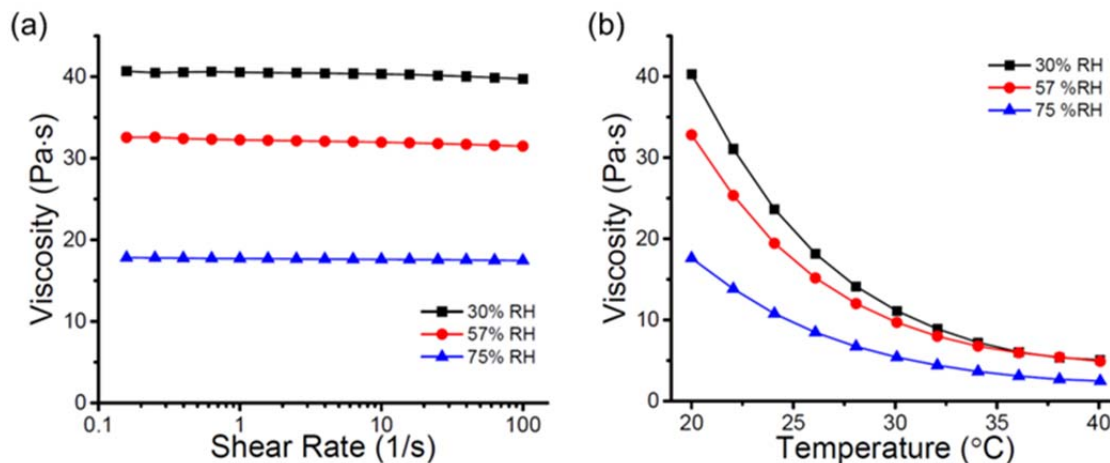 (a)
40
30
20
10
0
Viscosity (Pa·s)
30% RH
57% RH
75% RH
0.1
1
10
100
Shear Rate (1/s)
(b)
40
30
20
10
0
Viscosity (Pa·s)
30% RH
57 %RH
75 %RH
20
25
30
35
40
Temperature (°C)